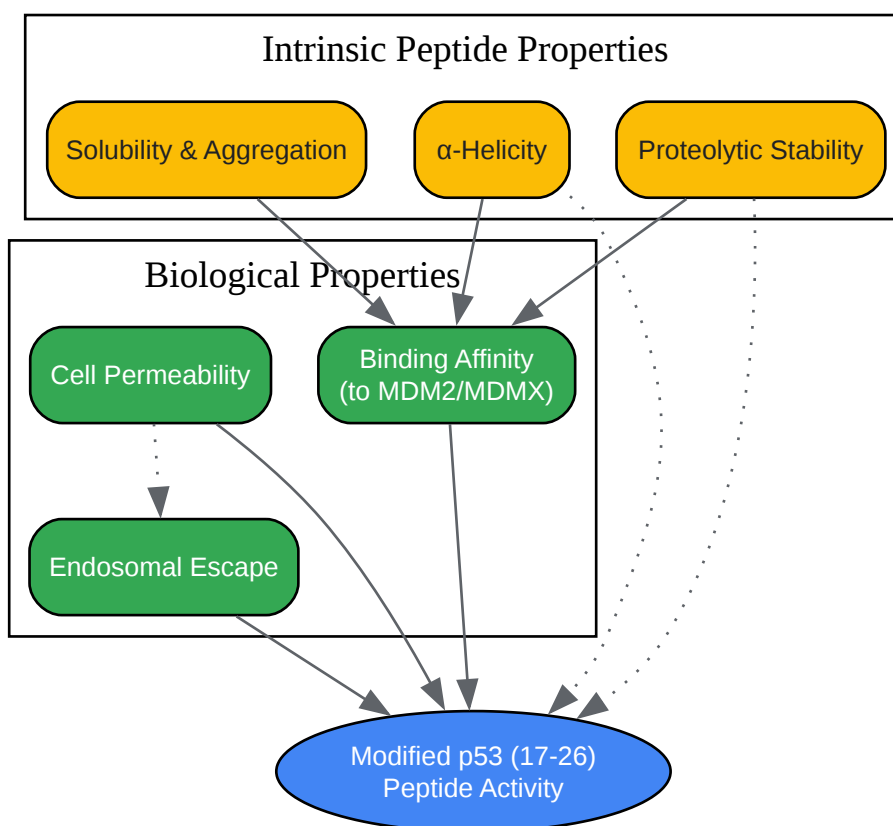 Intrinsic Peptide Properties
Solubility & Aggregation
α-Helicity
Proteolytic Stability
Biological Properties
Cell Permeability
Binding Affinity
(to MDM2/MDMX)
Endosomal Escape
Modified p53 (17-26)
Peptide Activity